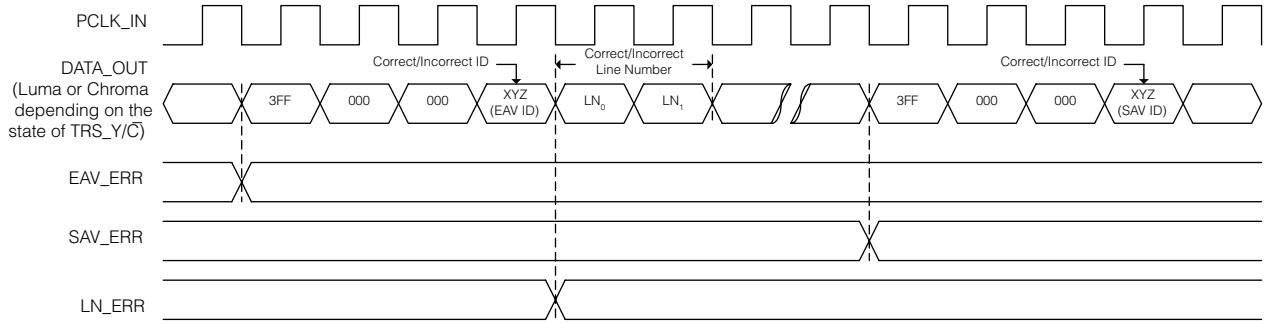 PCLK_IN
DATA_OUT
(Luma or Chroma
depending on the
state of TRS_Y/C̅)
Correct/Incorrect ID
Correct/Incorrect
Line Number
Correct/Incorrect ID
3FF
000
000
XYZ
(EAV ID)
LN₀
LN₁
3FF
000
000
XYZ
(SAV ID)
EAV_ERR
SAV_ERR
LN_ERR